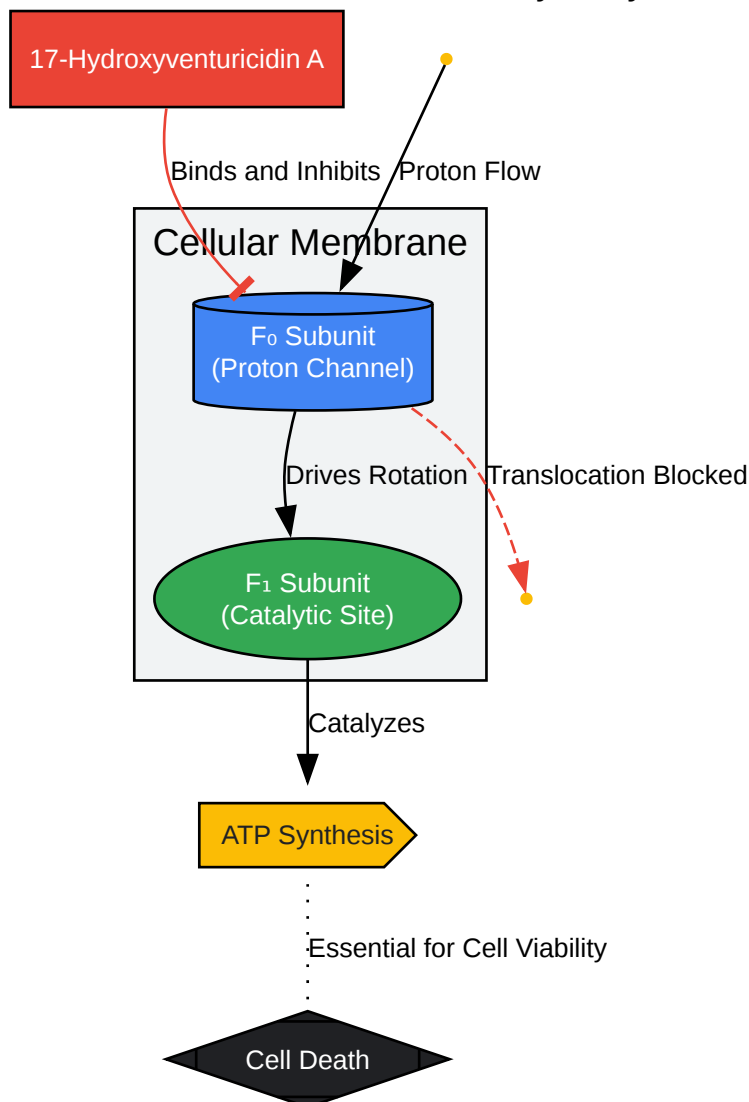 17-Hydroxyventuricidin A
Binds and Inhibits
Proton Flow
Cellular Membrane
F₀ Subunit
(Proton Channel)
Drives Rotation
Translocation Blocked
F₁ Subunit
(Catalytic Site)
Catalyzes
ATP Synthesis
Essential for Cell Viability
Cell Death